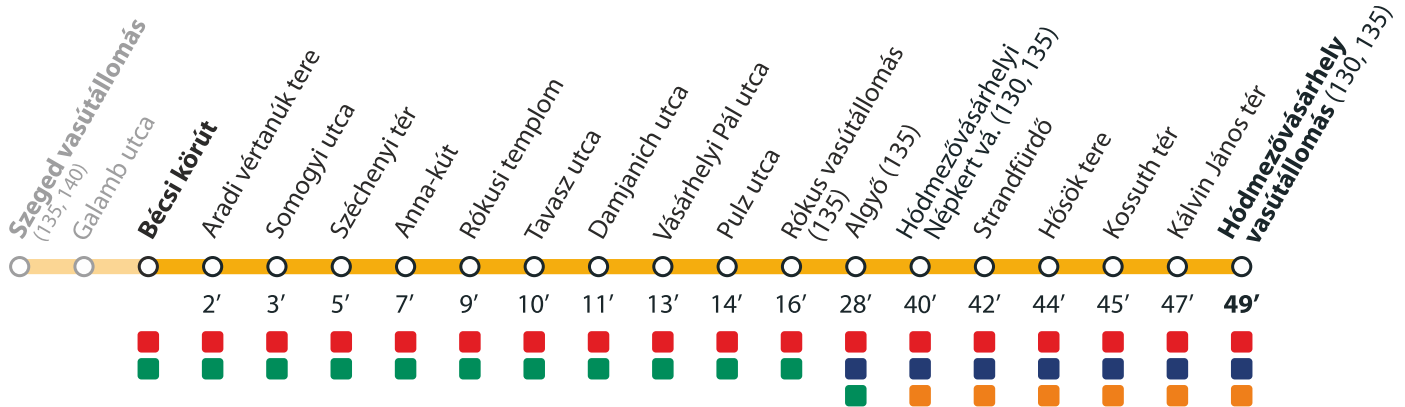 Szeged vasútállomás
(135, 140)
Galamb utca
Bécsi körút
Aradi vértanúk tere
Somogyi utca
Széchenyi tér
Anna-kút
Rókusi templom
Tavasz utca
Damjanich utca
Vásárhelyi Pál utca
Pulz utca
Rókus vasútállomás
(135)
Algyő (135)
Hódmezővásárhelyi
Népkert vá. (130, 135)
Strandfürdő
Hősök tere
Kossuth tér
Kálvin János tér
Hódmezővásárhely
vasútállomás (130, 135)
2’ 3’ 5’ 7’ 9’ 10’ 11’ 13’ 14’ 16’ 28’ 40’ 42’ 44’ 45’ 47’ 49’